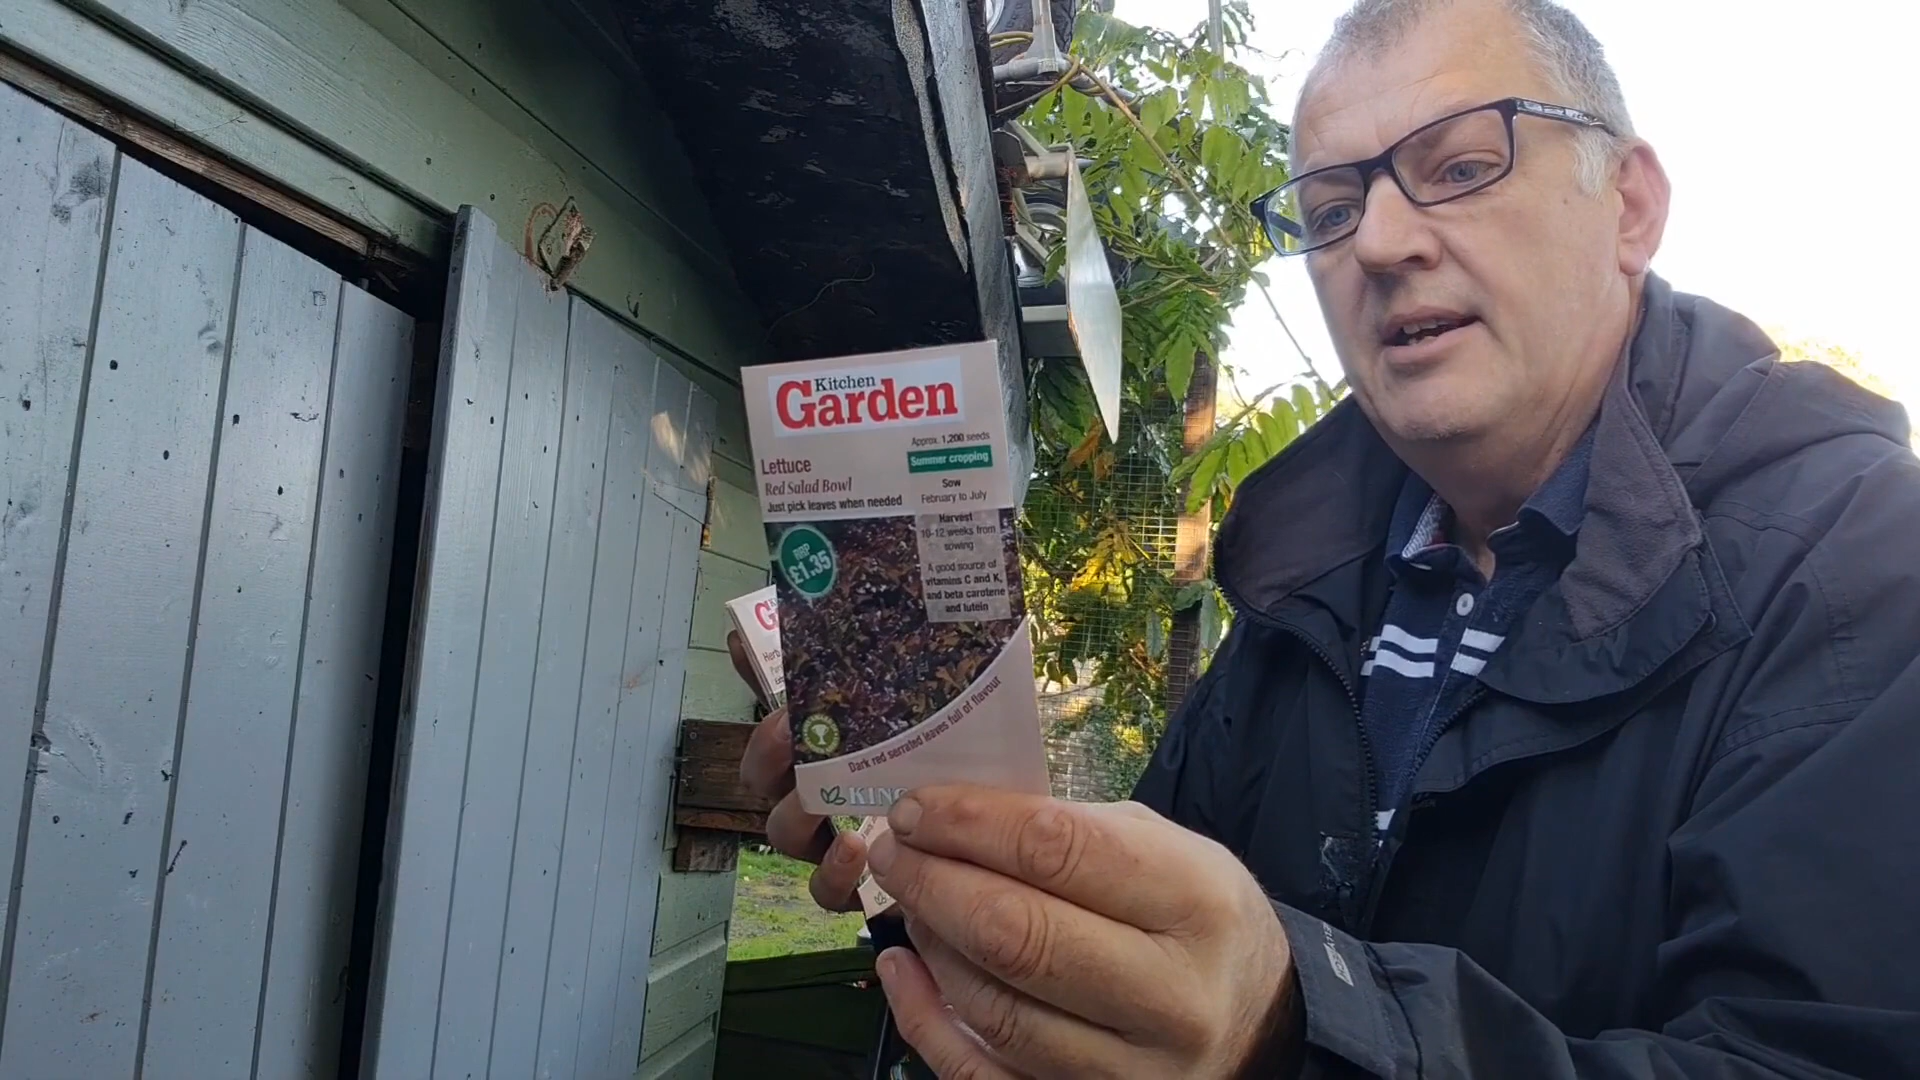 Kitchen
Garden
Approx. 1,200 seeds
Summer cropping
Lettuce
Red Salad Bowl
Just pick leaves when needed
Sow
February to July
Harvest
10-12 weeks from
sowing
A good source of
vitamins C and K,
and beta carotene
and lutein
RRP
£1.35
Dark red serrated leaves full of flavour
Herb